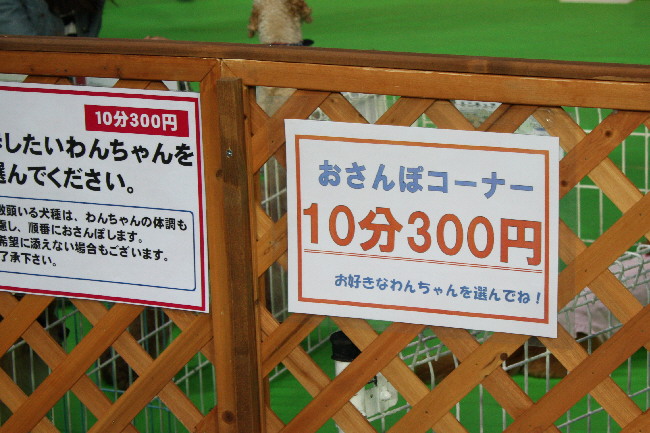 10分300円
したいわんちゃんを
選んでください。
数頭いる犬種は、わんちゃんの体調も
慮し、順番におさんぽします。
希望に添えない場合もございます。
了承下さい。
おさんぽコーナー
10分300円
お好きなわんちゃんを選んでね！